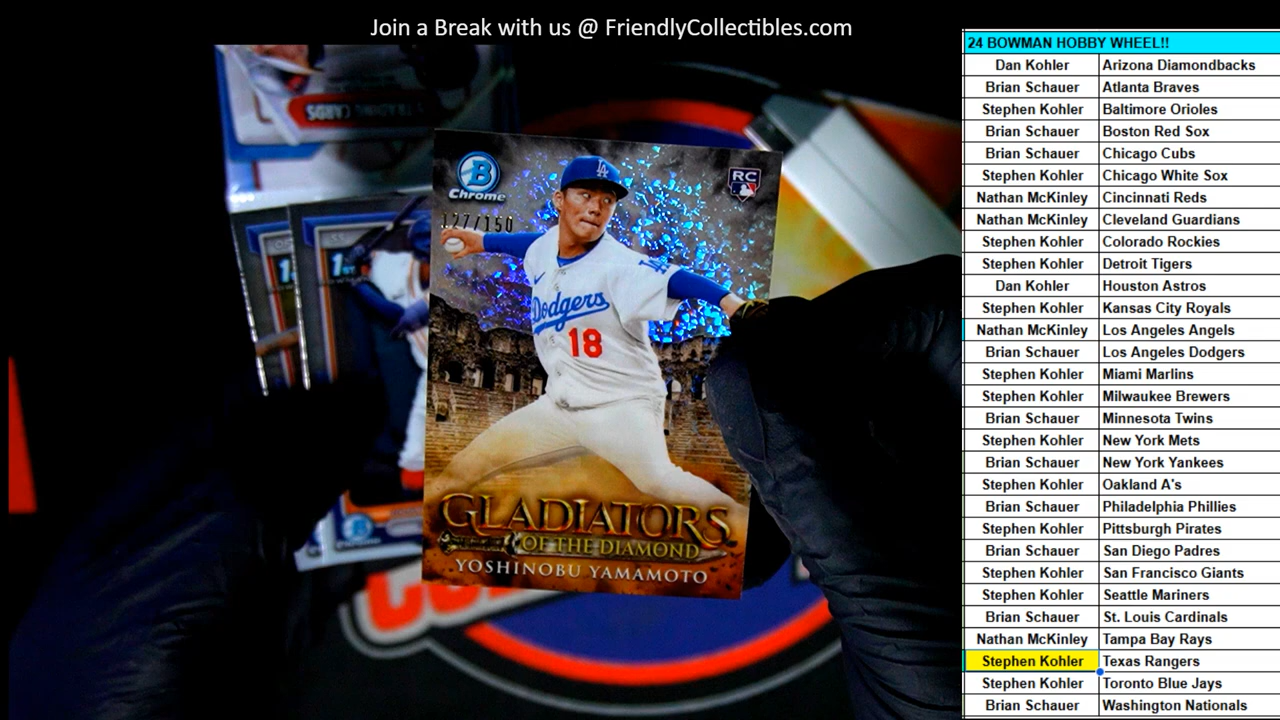 Join a Break with us @ FriendlyCollectibles.com
24 BOWMAN HOBBY WHEEL!!
Dan Kohler Arizona Diamondbacks
Brian Schauer Atlanta Braves
Stephen Kohler Baltimore Orioles
Brian Schauer Boston Red Sox
Brian Schauer Chicago Cubs
Stephen Kohler Chicago White Sox
Nathan McKinley Cincinnati Reds
Nathan McKinley Cleveland Guardians
Stephen Kohler Colorado Rockies
Stephen Kohler Detroit Tigers
Dan Kohler Houston Astros
Stephen Kohler Kansas City Royals
Nathan McKinley Los Angeles Angels
Brian Schauer Los Angeles Dodgers
Stephen Kohler Miami Marlins
Stephen Kohler Milwaukee Brewers
Brian Schauer Minnesota Twins
Stephen Kohler New York Mets
Brian Schauer New York Yankees
Stephen Kohler Oakland A's
Brian Schauer Philadelphia Phillies
Stephen Kohler Pittsburgh Pirates
Brian Schauer San Diego Padres
Stephen Kohler San Francisco Giants
Stephen Kohler Seattle Mariners
Brian Schauer St. Louis Cardinals
Nathan McKinley Tampa Bay Rays
Stephen Kohler Texas Rangers
Stephen Kohler Toronto Blue Jays
Brian Schauer Washington Nationals
CARDS
B
Chrome
RC
127/150
LA
LA
Dodgers
18
1ST
GLADIATORS
OF THE DIAMOND
YOSHINOBU YAMAMOTO